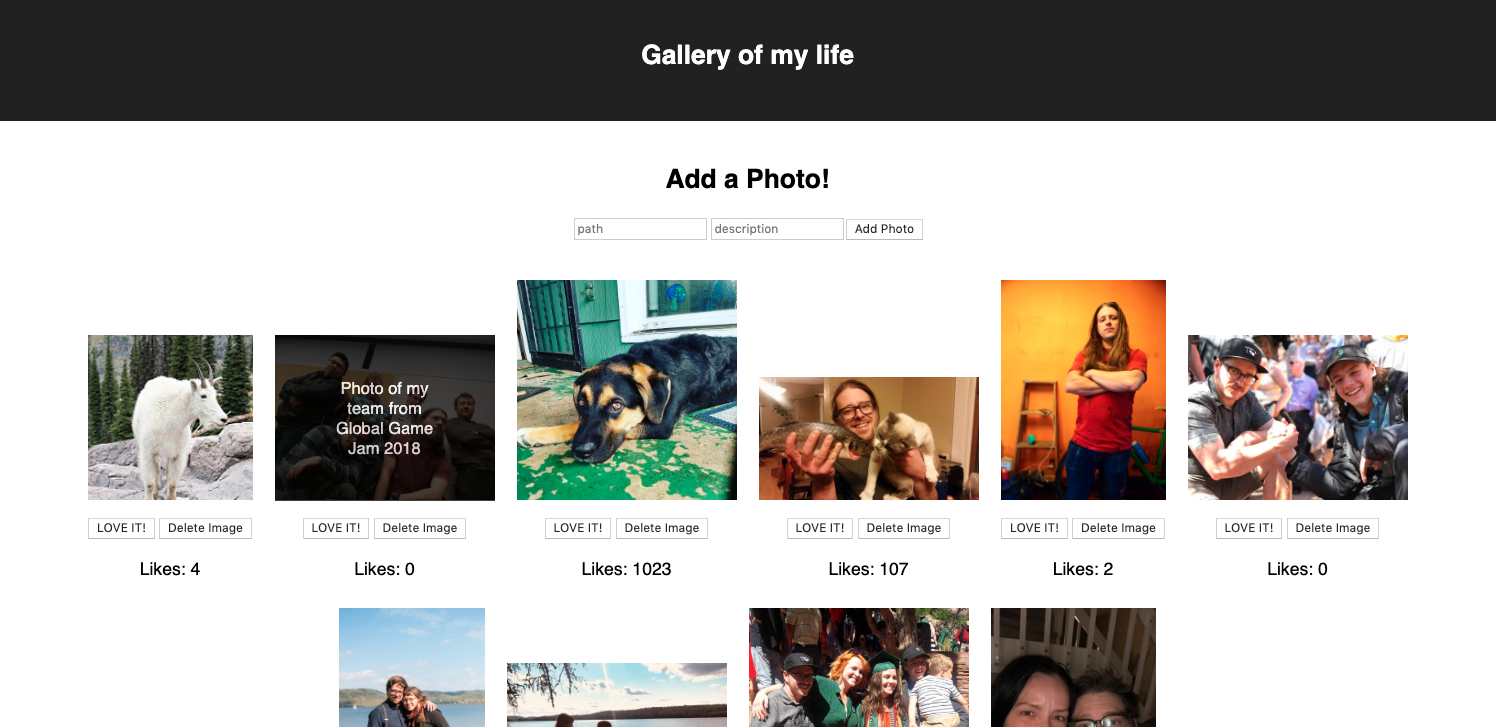 Gallery of my life
Add a Photo!
path description Add Photo
Photo of my
team from
Global Game
Jam 2018
LOVE IT! Delete Image LOVE IT! Delete Image LOVE IT! Delete Image LOVE IT! Delete Image LOVE IT! Delete Image LOVE IT! Delete Image
Likes: 4 Likes: 0 Likes: 1023 Likes: 107 Likes: 2 Likes: 0